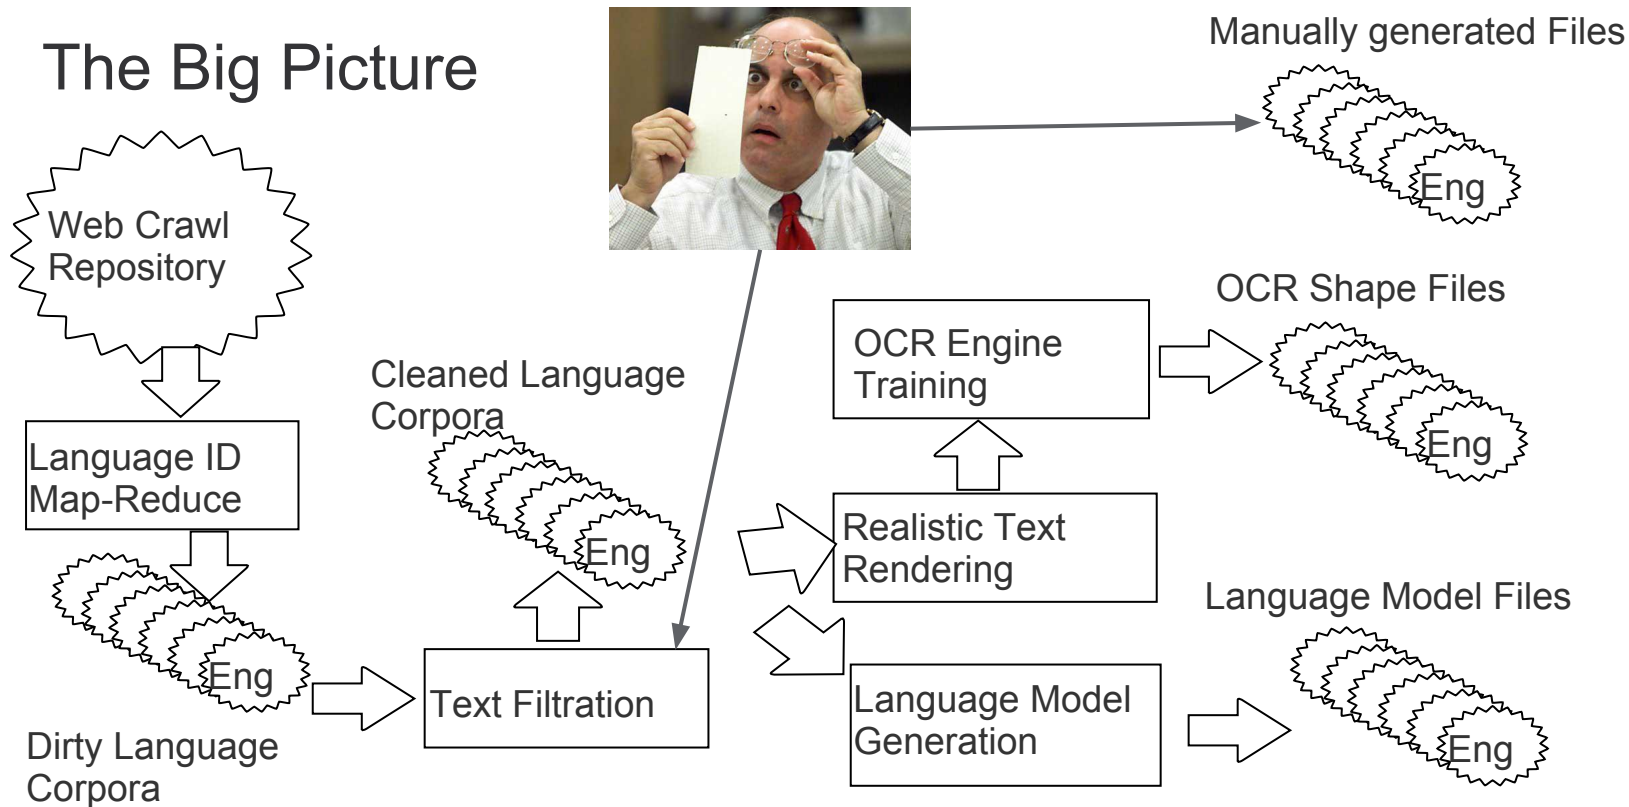 The Big Picture
Manually generated Files
Eng
Web Crawl
Repository
Language ID
Map-Reduce
Eng
Dirty Language
Corpora
Text Filtration
Cleaned Language
Corpora
Eng
Realistic Text
Rendering
OCR Engine
Training
OCR Shape Files
Eng
Language Model
Generation
Language Model Files
Eng